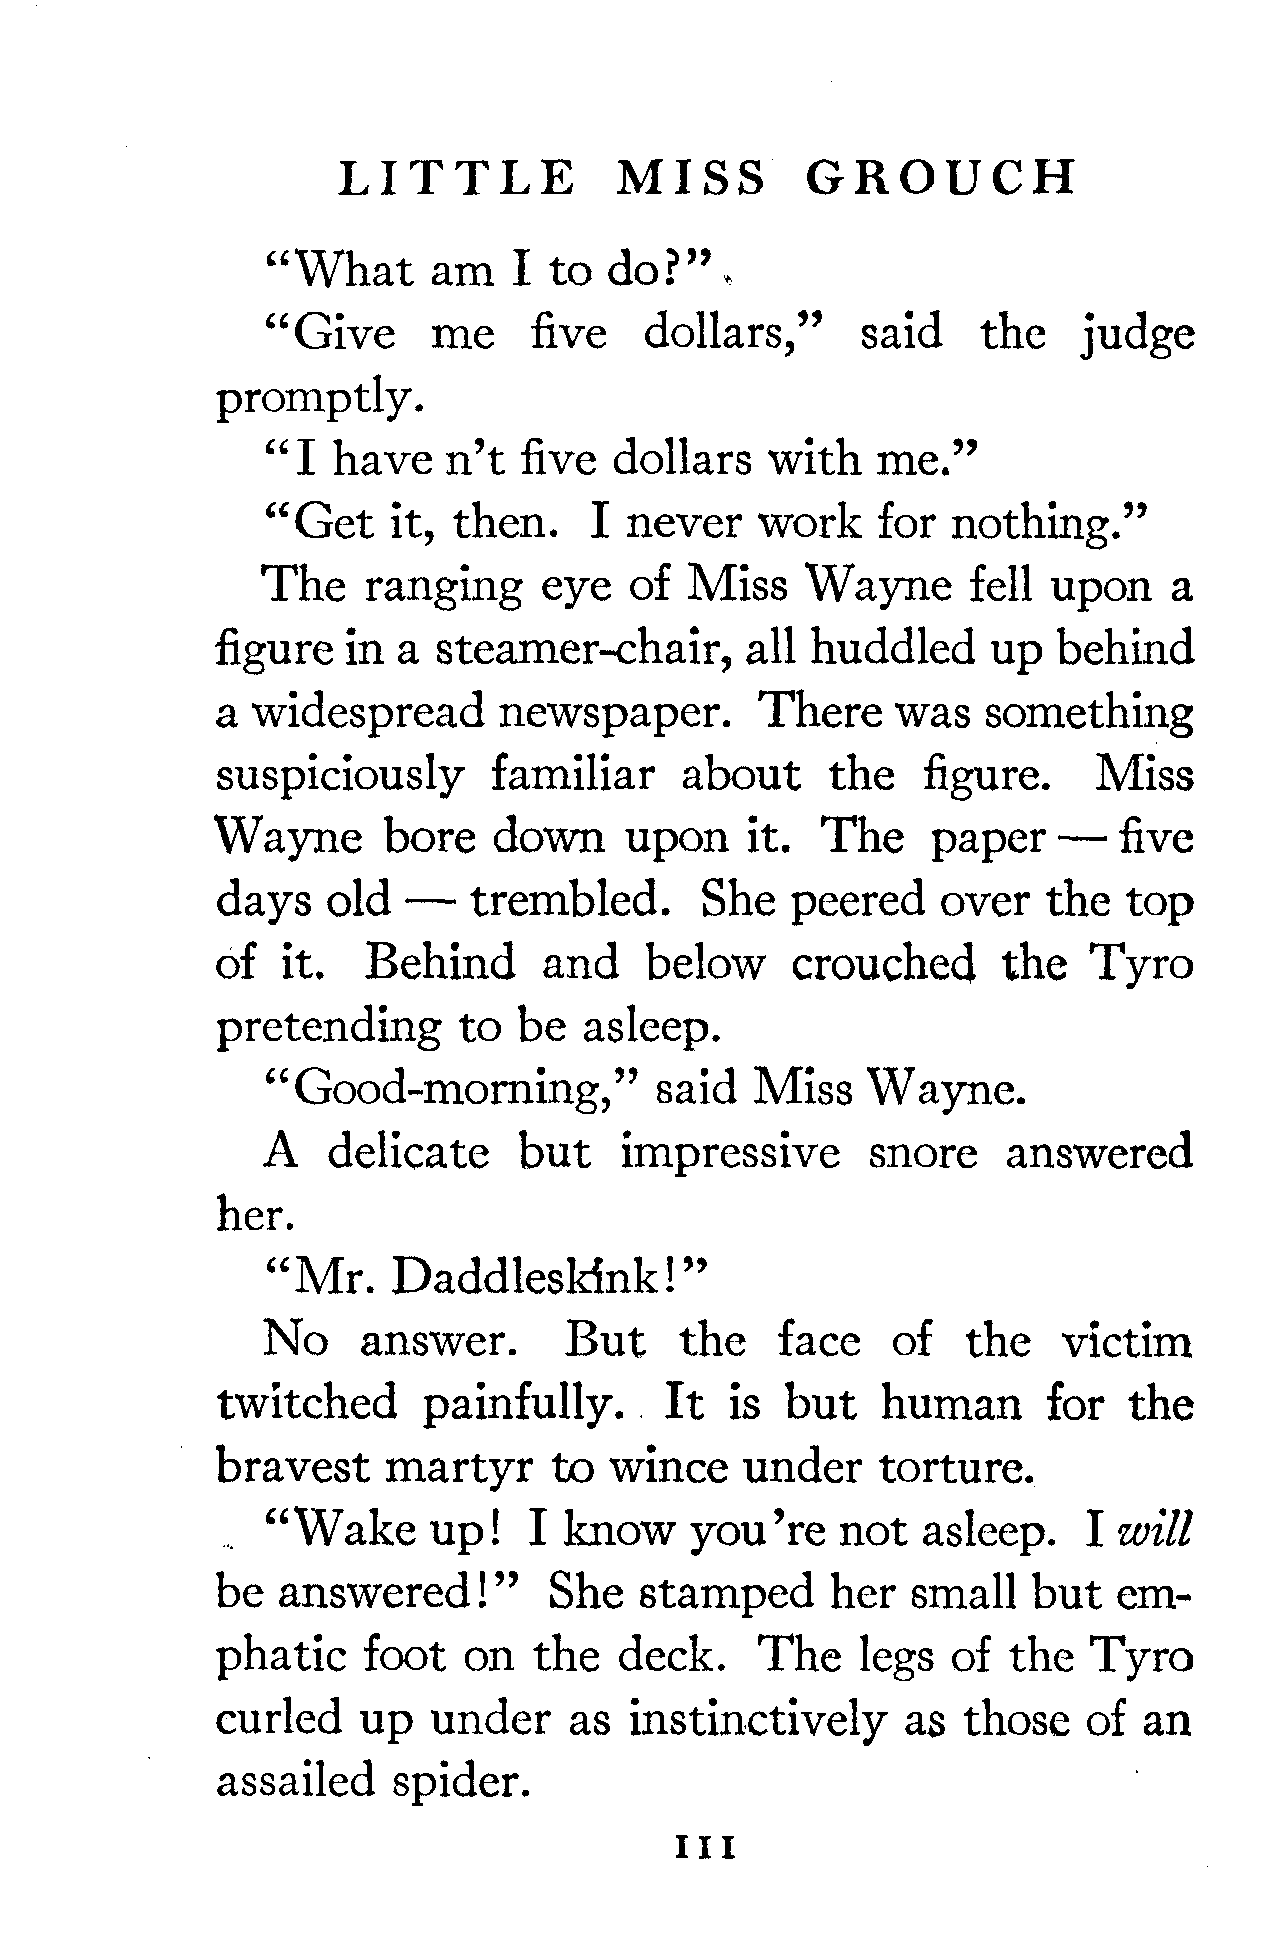 LITTLE MISS GROUCH
“What am I to do?”
“Give me five dollars,” said the judge
promptly.
“I have n’t five dollars with me.”
“Get it, then. I never work for nothing.”
The ranging eye of Miss Wayne fell upon a
figure in a steamer-chair, all huddled up behind
a widespread newspaper. There was something
suspiciously familiar about the figure. Miss
Wayne bore down upon it. The paper — five
days old — trembled. She peered over the top
of it. Behind and below crouched the Tyro
pretending to be asleep.
“Good-morning,” said Miss Wayne.
A delicate but impressive snore answered
her.
“Mr. Daddleskink!”
No answer. But the face of the victim
twitched painfully. It is but human for the
bravest martyr to wince under torture.
“Wake up! I know you’re not asleep. I will
be answered!” She stamped her small but em-
phatic foot on the deck. The legs of the Tyro
curled up under as instinctively as those of an
assailed spider.
111